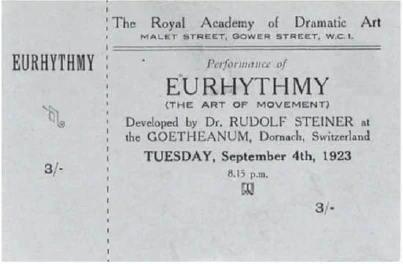 EURHYTHMY
3/-
The Royal Academy of Dramatic Art
MALET STREET, GOWER STREET, W.C.1.
Performance of
EURHYTHMY
(THE ART OF MOVEMENT)
Developed by Dr. RUDOLF STEINER at
the GOETHEANUM, Dornach, Switzerland
TUESDAY, September 4th, 1923
8.15 p.m.
3/-